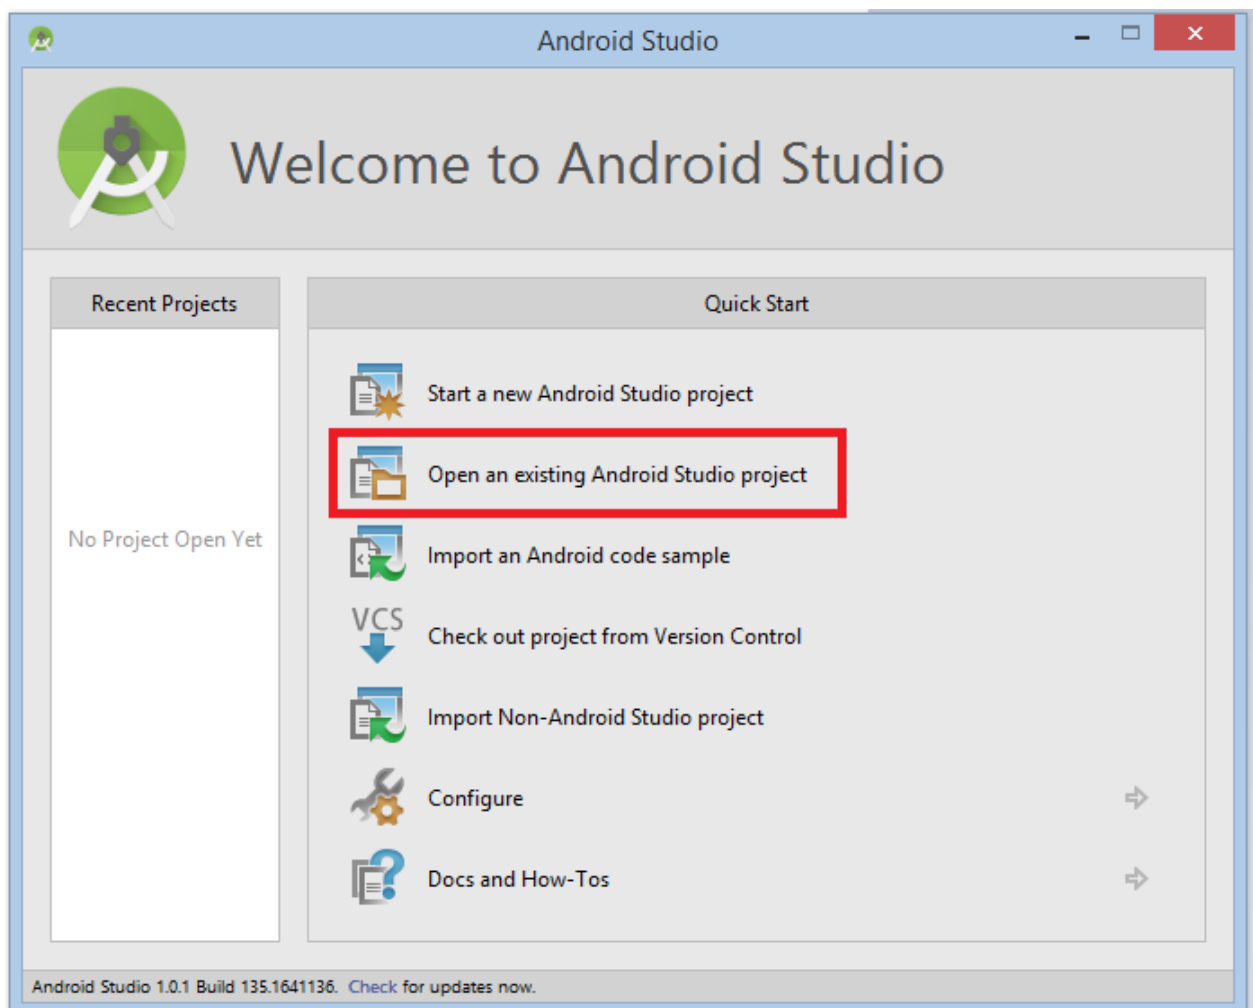 Android Studio
Welcome to Android Studio
Recent Projects
No Project Open Yet
Quick Start
Start a new Android Studio project
Open an existing Android Studio project
Import an Android code sample
VCS
Check out project from Version Control
Import Non-Android Studio project
Configure
Docs and How-Tos
Android Studio 1.0.1 Build 135.1641136. Check for updates now.